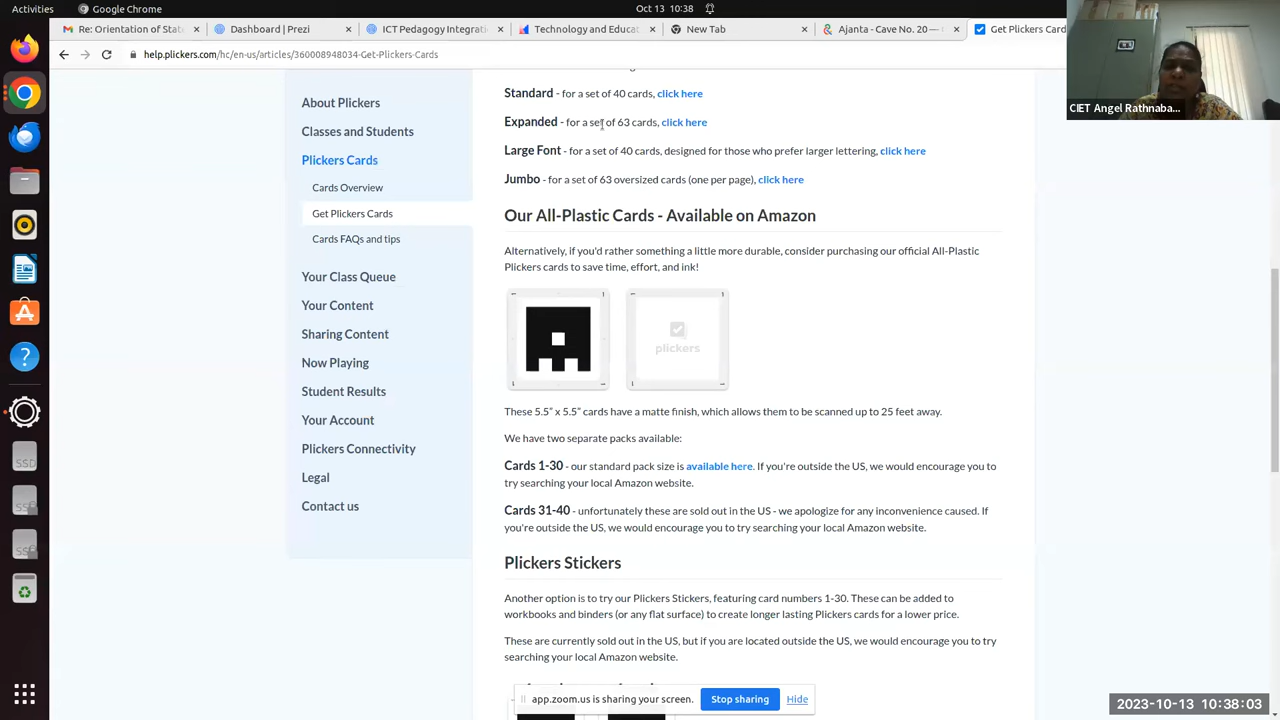 Activities
Google Chrome
Oct 13 10:38
Re: Orientation of State
Dashboard | Prezi
ICT Pedagogy Integration
Technology and Educat
New Tab
Ajanta - Cave No. 20 —
Get Plickers Card
help.plickers.com/hc/en-us/articles/360008948034-Get-Plickers-Cards
CIET Angel Rathnaba...
About Plickers
Classes and Students
Plickers Cards
Cards Overview
Get Plickers Cards
Cards FAQs and tips
Your Class Queue
Your Content
Sharing Content
Now Playing
Student Results
Your Account
Plickers Connectivity
Legal
Contact us
Standard - for a set of 40 cards, click here
Expanded - for a set of 63 cards, click here
Large Font - for a set of 40 cards, designed for those who prefer larger lettering, click here
Jumbo - for a set of 63 oversized cards (one per page), click here
Our All-Plastic Cards - Available on Amazon
Alternatively, if you'd rather something a little more durable, consider purchasing our official All-Plastic
Plickers cards to save time, effort, and ink!
plickers
These 5.5” x 5.5” cards have a matte finish, which allows them to be scanned up to 25 feet away.
We have two separate packs available:
Cards 1-30 - our standard pack size is available here. If you're outside the US, we would encourage you to
try searching your local Amazon website.
Cards 31-40 - unfortunately these are sold out in the US - we apologize for any inconvenience caused. If
you're outside the US, we would encourage you to try searching your local Amazon website.
Plickers Stickers
Another option is to try our Plickers Stickers, featuring card numbers 1-30. These can be added to
workbooks and binders (or any flat surface) to create longer lasting Plickers cards for a lower price.
These are currently sold out in the US, but if you are located outside the US, we would encourage you to try
searching your local Amazon website.
app.zoom.us is sharing your screen.
Stop sharing
Hide
2023-10-13 10:38:03